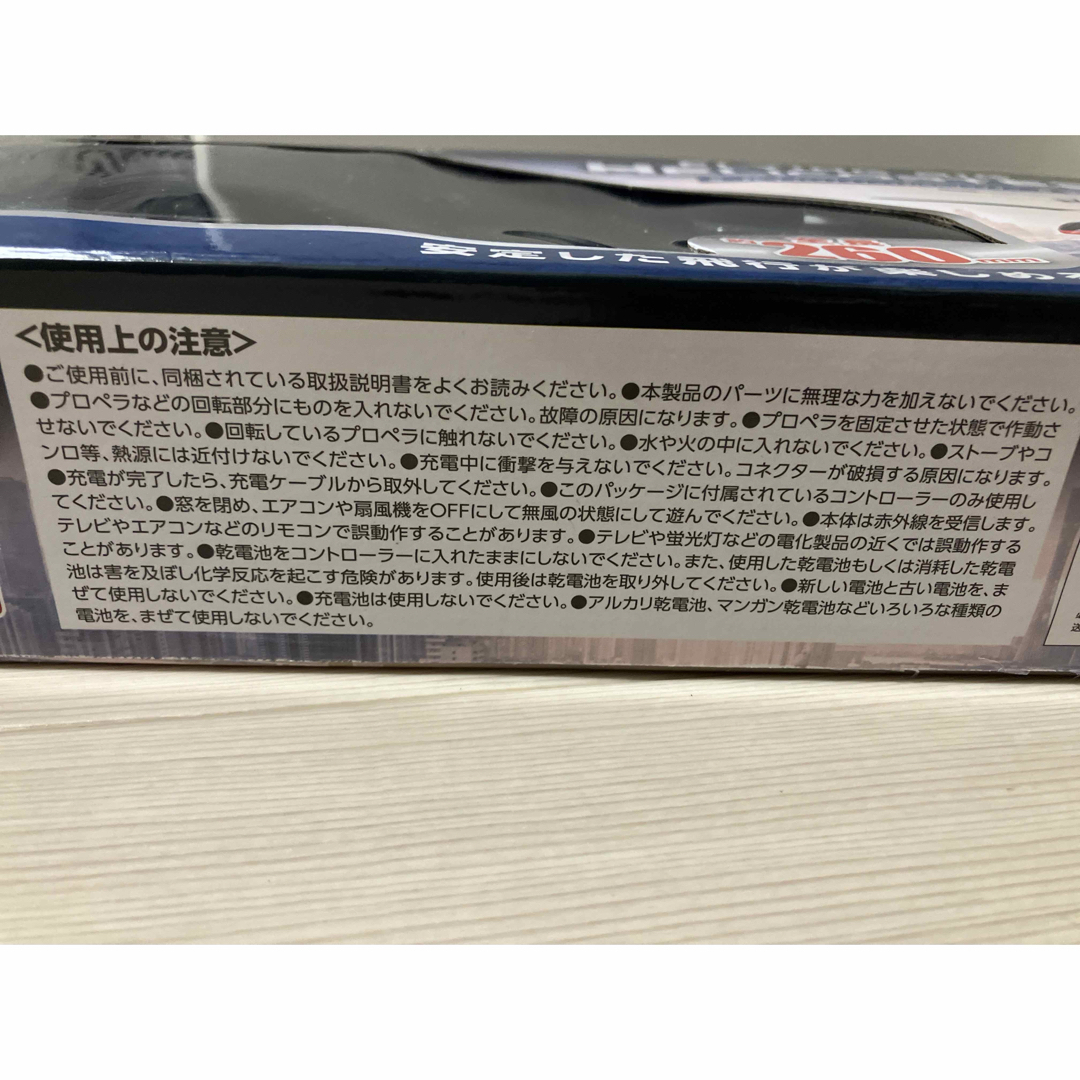 260mm
安定した飛行が楽しめ
<使用上の注意>
●ご使用前に、同梱されている取扱説明書をよくお読みください。●本製品のパーツに無理な力を加えないでください。
●プロペラなどの回転部分にものを入れないでください。故障の原因になります。●プロペラを固定させた状態で作動さ
せないでください。●回転しているプロペラに触れないでください。●水や火の中に入れないでください。●ストーブやコ
ンロ等、熱源には近付けないでください。●充電中に衝撃を与えないでください。コネクターが破損する原因になります。
●充電が完了したら、充電ケーブルから取外してください。●このパッケージに付属されているコントローラーのみ使用し
てください。●窓を閉め、エアコンや扇風機をOFFにして無風の状態にして遊んでください。●本体は赤外線を受信します。
テレビやエアコンなどのリモコンで誤動作することがあります。●テレビや蛍光灯などの電化製品の近くでは誤動作する
ことがあります。●乾電池をコントローラーに入れたままにしないでください。また、使用した乾電池もしくは消耗した乾電
池は害を及ぼし化学反応を起こす危険があります。使用後は乾電池を取り外してください。●新しい電池と古い電池を、ま
ぜて使用しないでください。●充電池は使用しないでください。●アルカリ乾電池、マンガン乾電池などいろいろな種類の
電池を、まぜて使用しないでください。